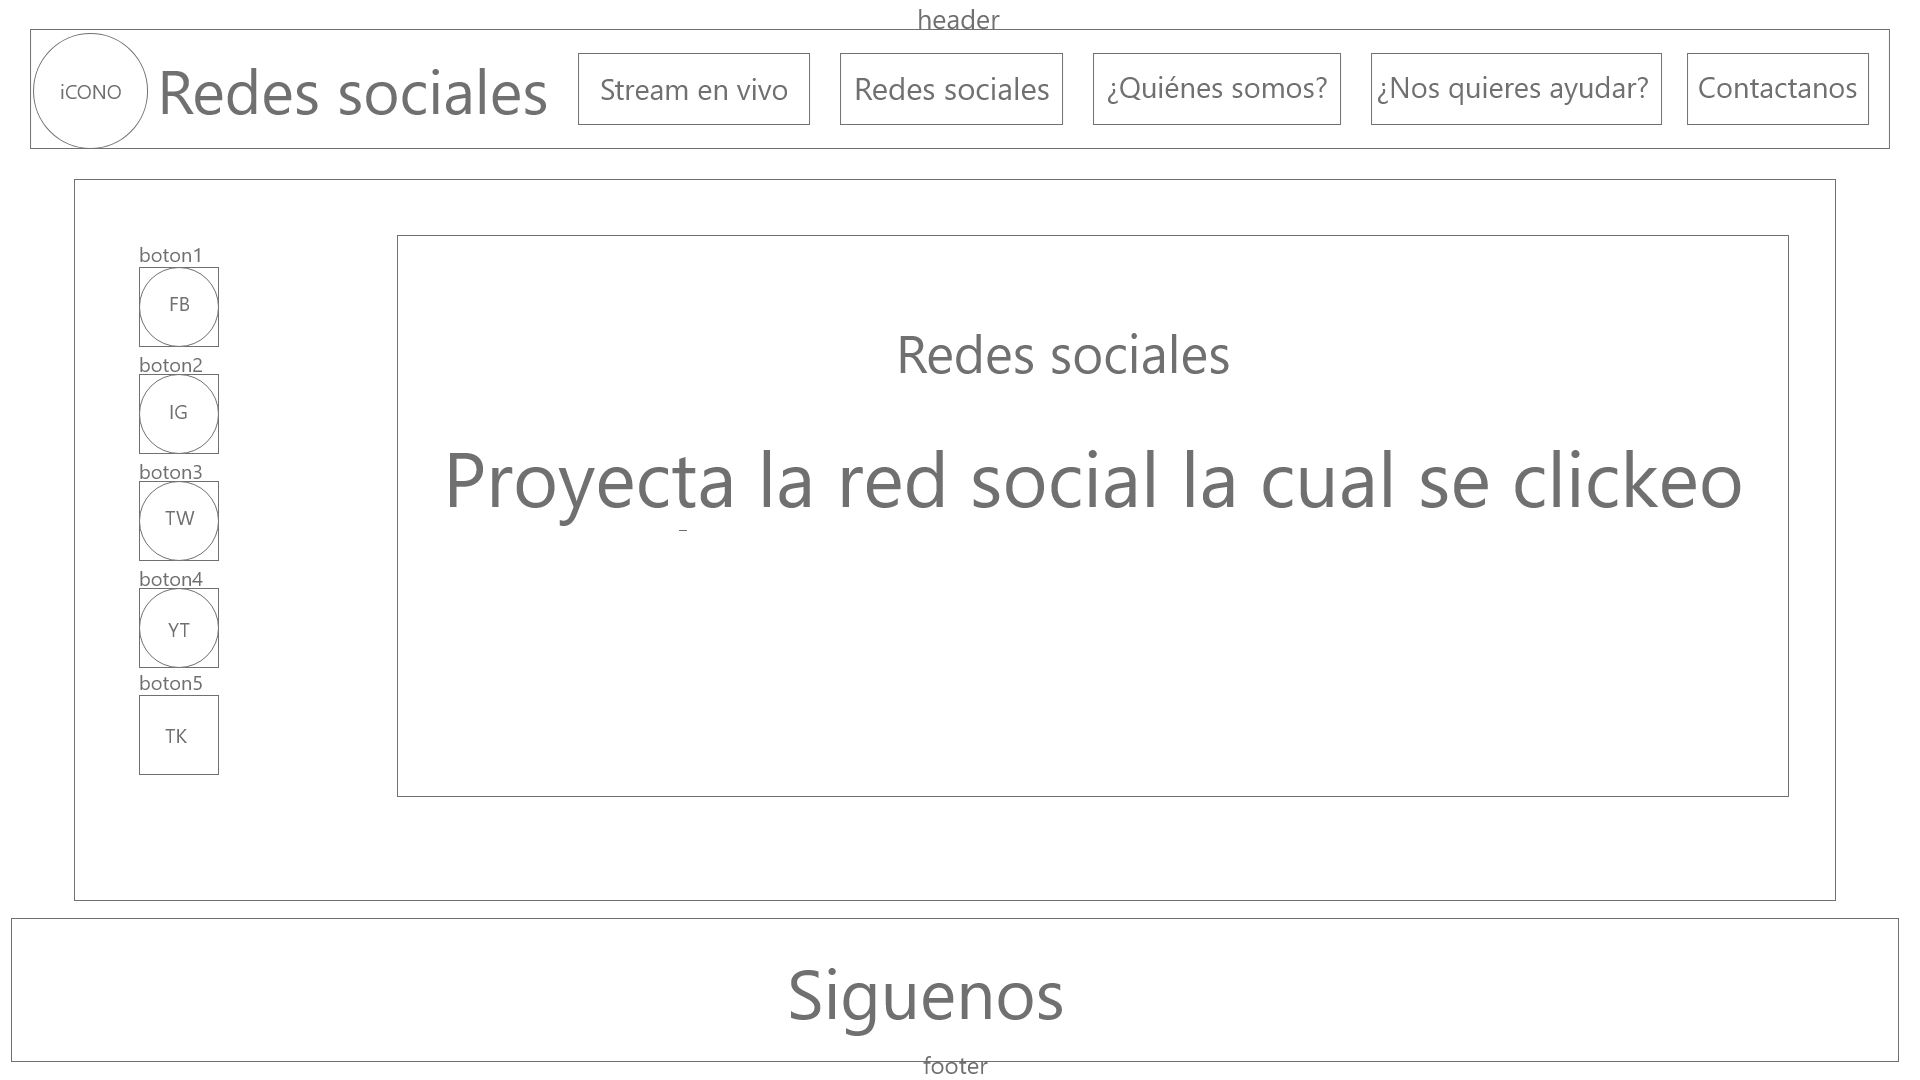 header
iCONO
Redes sociales
Stream en vivo
Redes sociales
¿Quiénes somos?
¿Nos quieres ayudar?
Contactanos
boton1
FB
boton2
IG
boton3
TW
boton4
YT
boton5
TK
Redes sociales
Proyecta la red social la cual se clickeo
Siguenos
footer